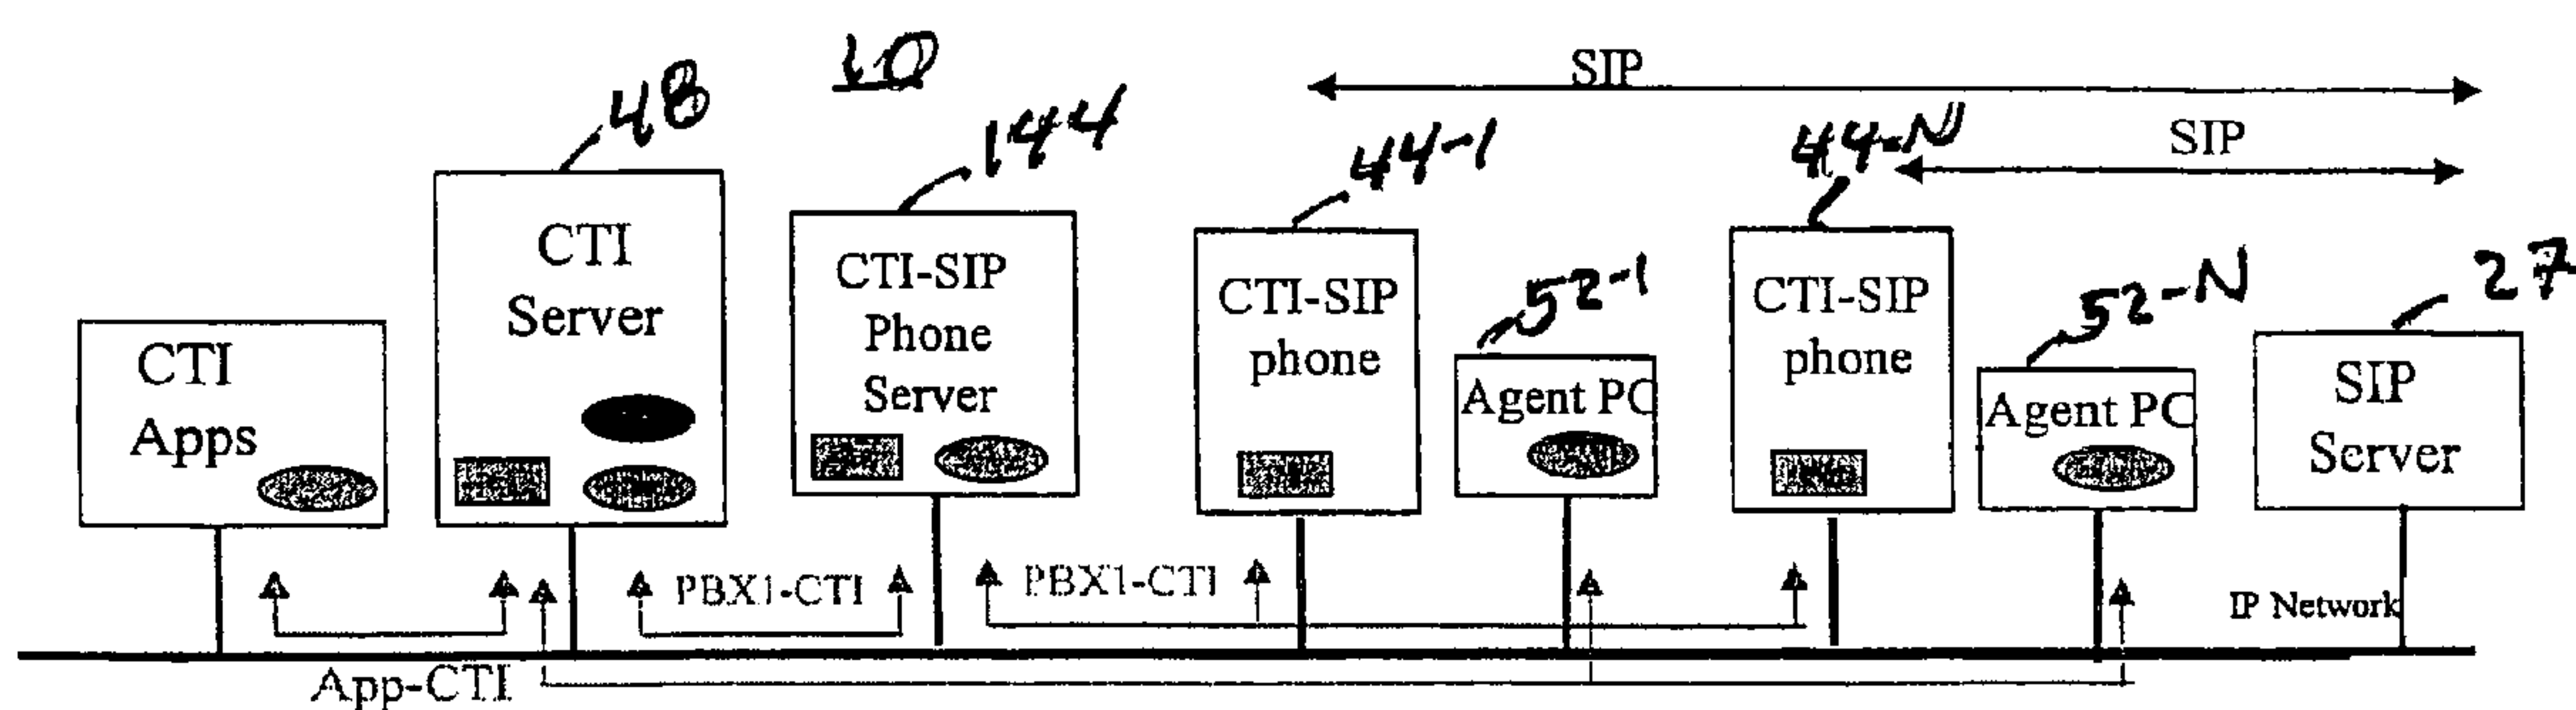 10
SIP
SIP
48
144
44-1
44-N
52-1
52-N
27
CTI
Server
CTI-SIP
Phone
Server
CTI-SIP
phone
CTI-SIP
phone
CTI
Apps
Agent PC
Agent PC
SIP
Server
PBX1-CTI
PBX1-CTI
IP Network
App-CTI